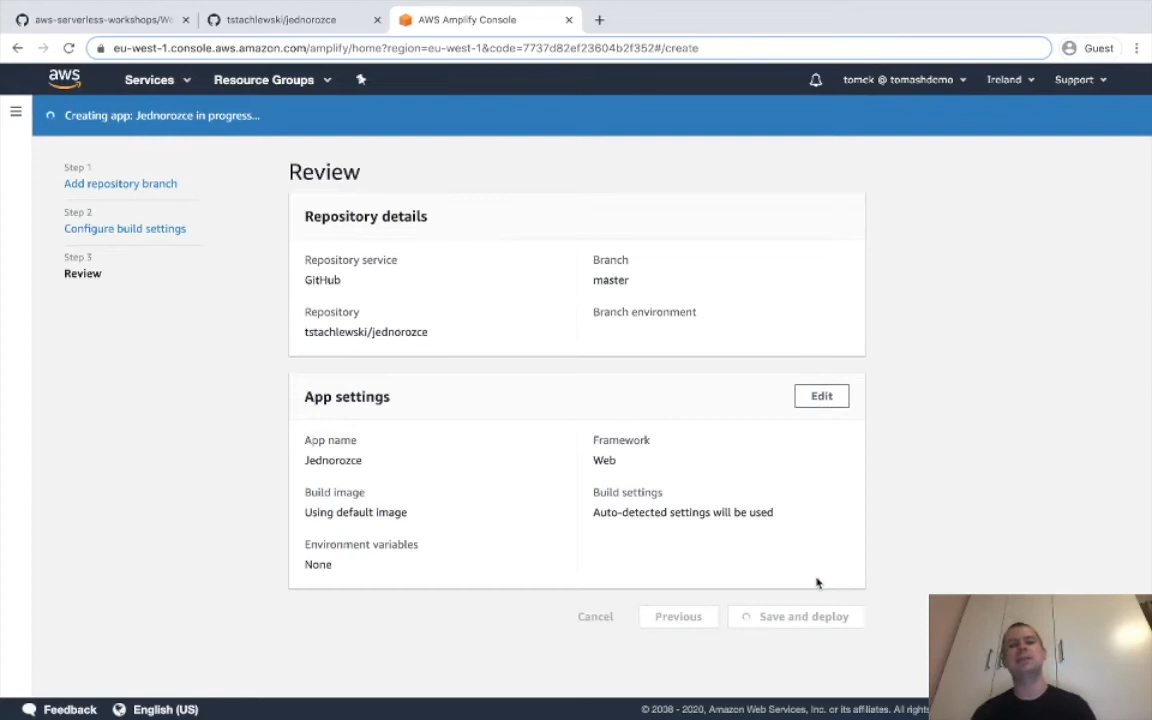 aws-serverless-workshops/We
tstachlewski/jednorozce
AWS Amplify Console
eu-west-1.console.aws.amazon.com/amplify/home?region=eu-west-1&code=7737d82ef23604b2f352#/create
Guest
aws
Services
Resource Groups
tomek @ tomashdemo
Ireland
Support
Creating app: Jednorozce in progress...
Step 1
Add repository branch
Step 2
Configure build settings
Step 3
Review
Review
Repository details
Repository service
GitHub
Branch
master
Repository
tstachlewski/jednorozce
Branch environment
App settings
Edit
App name
Jednorozce
Framework
Web
Build image
Using default image
Build settings
Auto-detected settings will be used
Environment variables
None
Cancel
Previous
Save and deploy
Feedback
English (US)
© 2008 - 2020, Amazon Web Services, Inc. or its affiliates. All rights